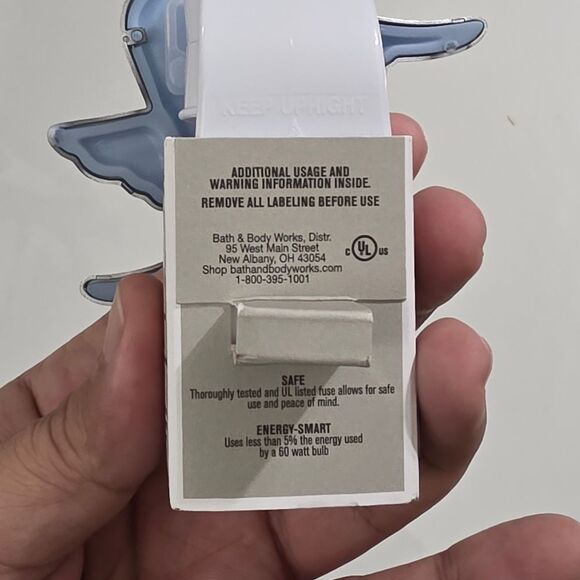 KEEP UPRIGHT
ADDITIONAL USAGE AND
WARNING INFORMATION INSIDE.
REMOVE ALL LABELING BEFORE USE
Bath & Body Works, Distr.
95 West Main Street
New Albany, OH 43054
Shop bathandbodyworks.com
1-800-395-1001
C UL US
SAFE
Thoroughly tested and UL listed fuse allows for safe
use and peace of mind.
ENERGY-SMART
Uses less than 5% the energy used
by a 60 watt bulb